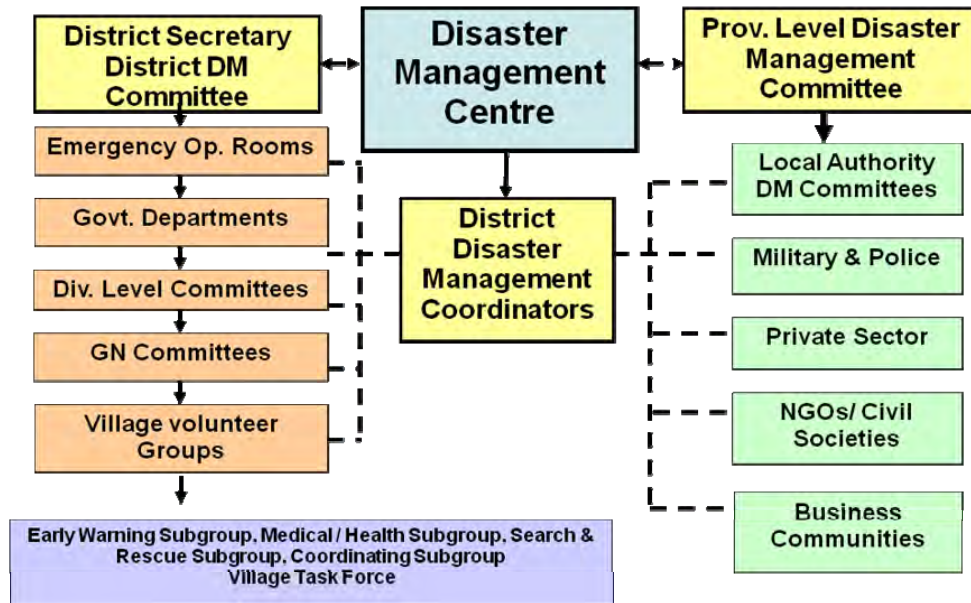 District Secretary
District DM
Committee
Disaster
Management
Centre
Prov. Level Disaster
Management
Committee
Emergency Op. Rooms
Govt. Departments
Div. Level Committees
GN Committees
Village volunteer
Groups
Early Warning Subgroup, Medical / Health Subgroup, Search &
Rescue Subgroup, Coordinating Subgroup
Village Task Force
District
Disaster
Management
Coordinators
Local Authority
DM Committees
Military & Police
Private Sector
NGOs/ Civil
Societies
Business
Communities